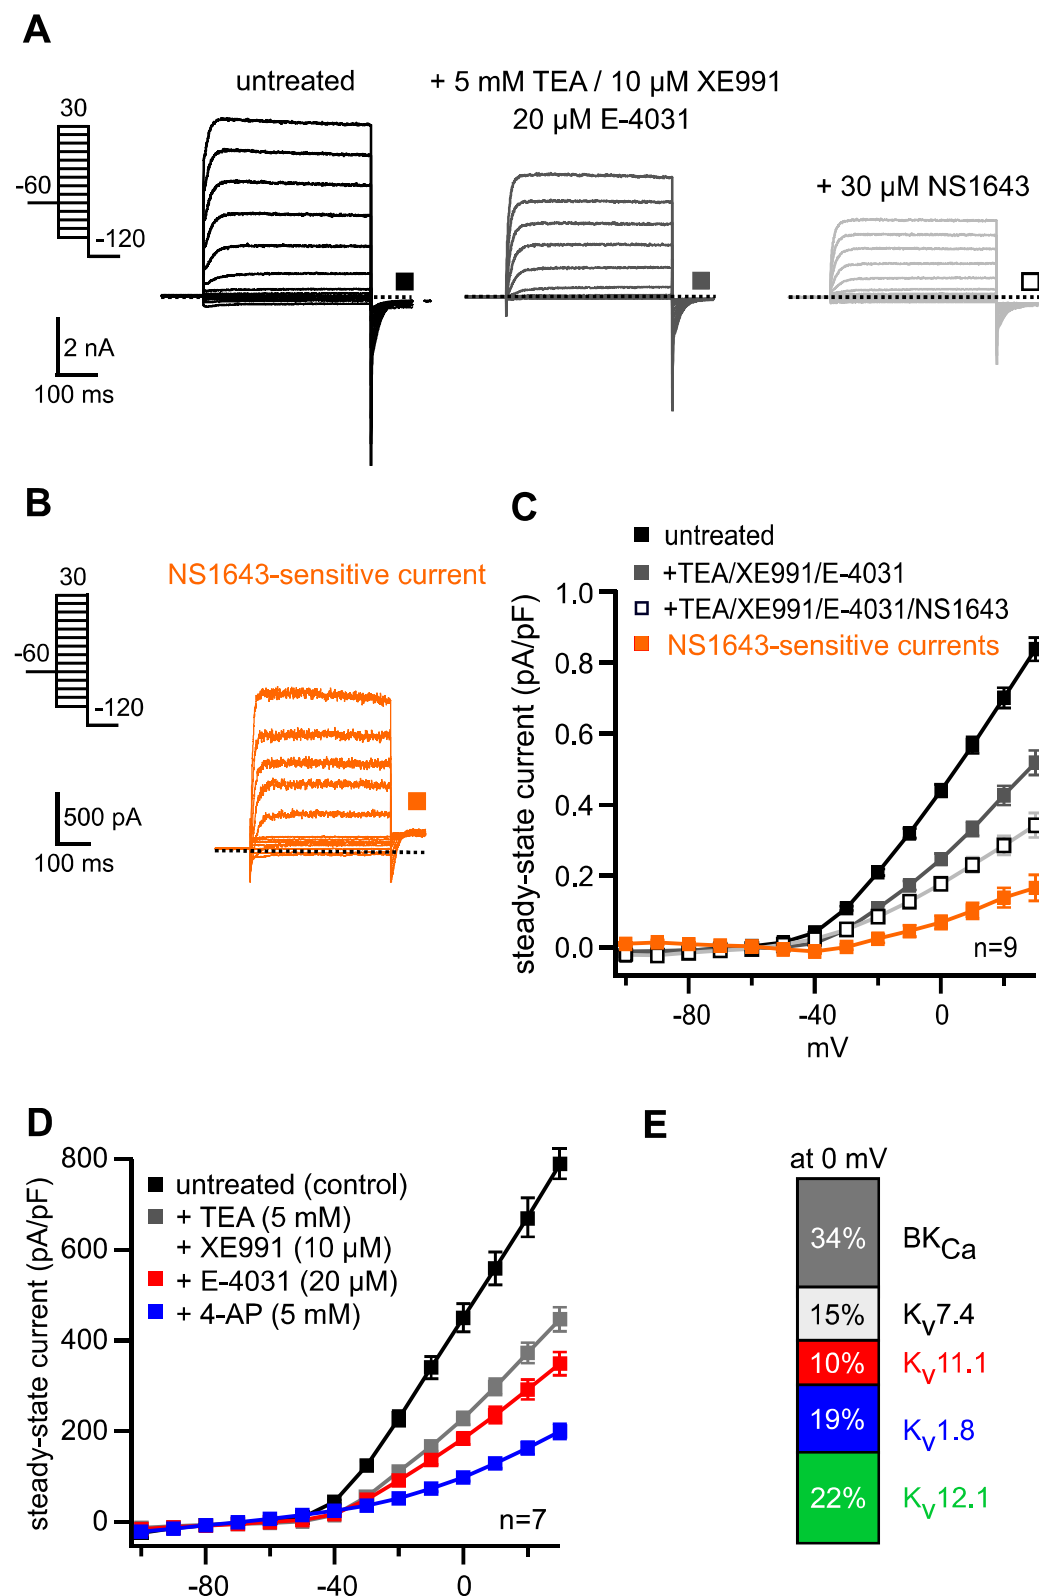 A
untreated
+ 5 mM TEA / 10 µM XE991
20 µM E-4031
+ 30 µM NS1643
30
-60
-120
2 nA
100 ms
B
NS1643-sensitive current
30
-60
-120
500 pA
100 ms
C
untreated
+TEA/XE991/E-4031
+TEA/XE991/E-4031/NS1643
NS1643-sensitive currents
steady-state current (pA/pF)
1.0
0.8
0.6
0.4
0.2
0.0
n=9
-80
-40
0
mV
D
untreated (control)
+ TEA (5 mM)
+ XE991 (10 µM)
+ E-4031 (20 µM)
+ 4-AP (5 mM)
steady-state current (pA/pF)
800
600
400
200
0
n=7
-80
-40
0
E
at 0 mV
34% BKCa
15% Kv7.4
10% Kv11.1
19% Kv1.8
22% Kv12.1